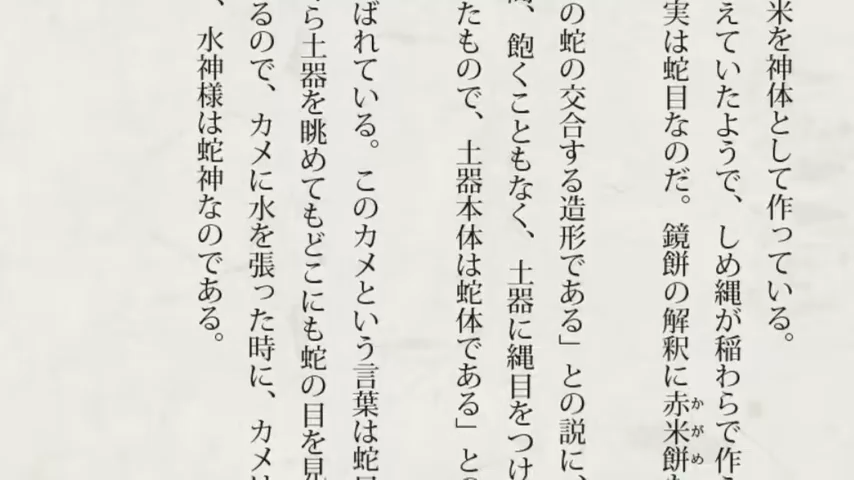 米を神体として作っている。
えていたようで、しめ縄が稲わらで作
実は蛇目なのだ。鏡餅の解釈に赤米餅
かがめ
の蛇の交合する造形である」との説に、
、飽くこともなく、土器に縄目をつけ
たもので、土器本体は蛇体である」と
ばれている。このカメという言葉は蛇
ら土器を眺めてもどこにも蛇の目を見
るので、カメに水を張った時に、カメ
、水神様は蛇神なのである。